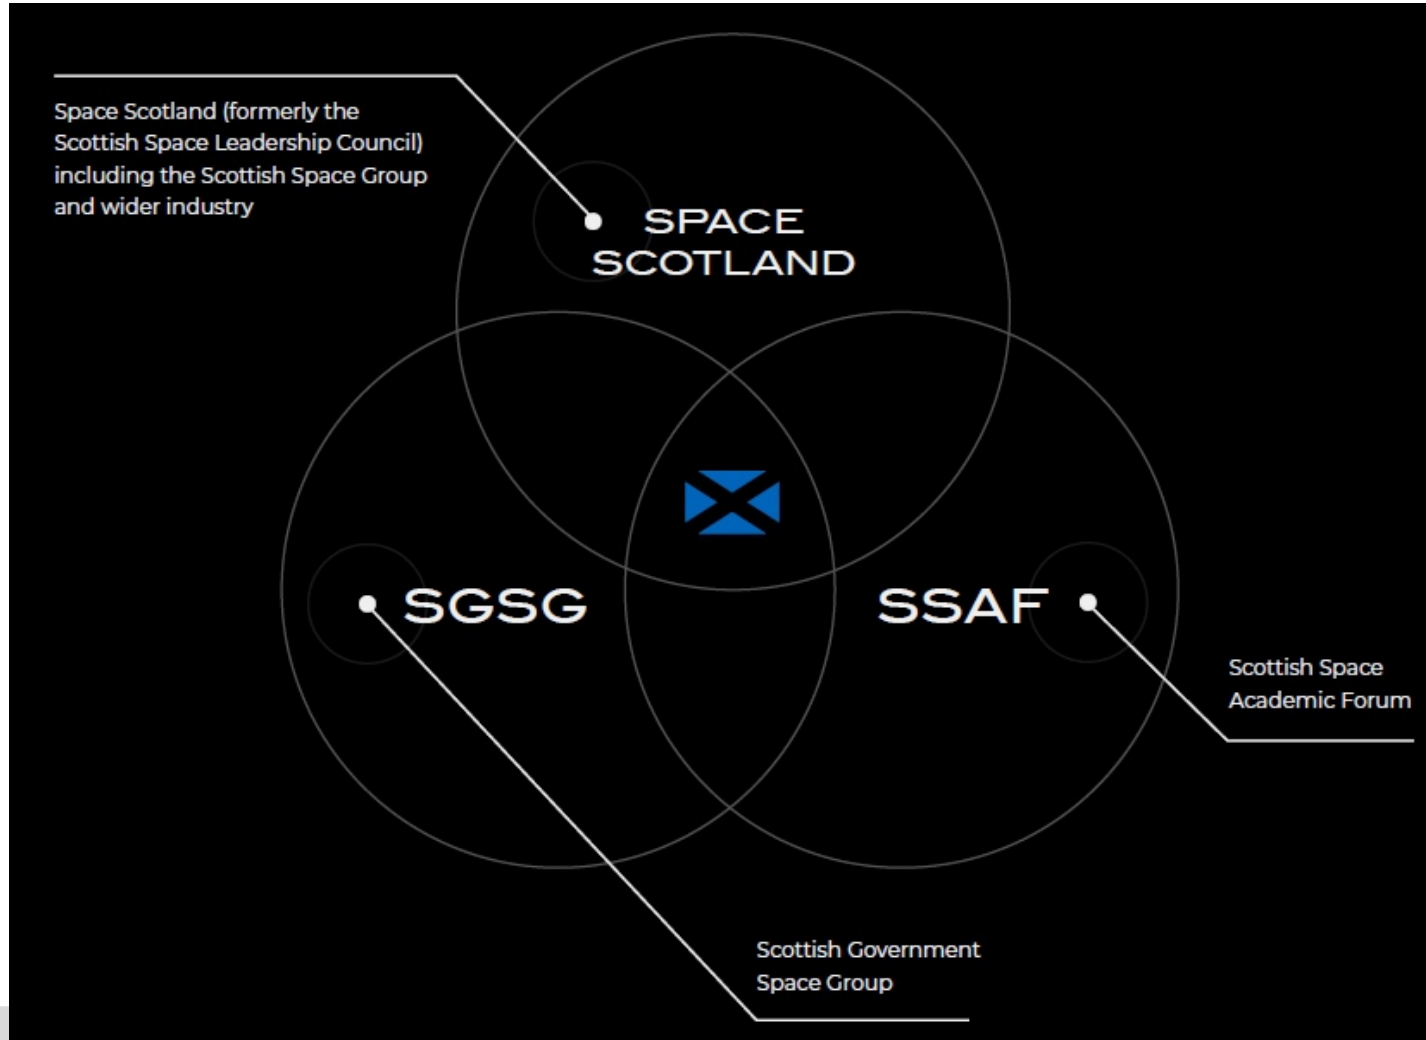 Space Scotland (formerly the
Scottish Space Leadership Council)
including the Scottish Space Group
and wider industry
SPACE
SCOTLAND
SGSG
SSAF
Scottish Space
Academic Forum
Scottish Government
Space Group